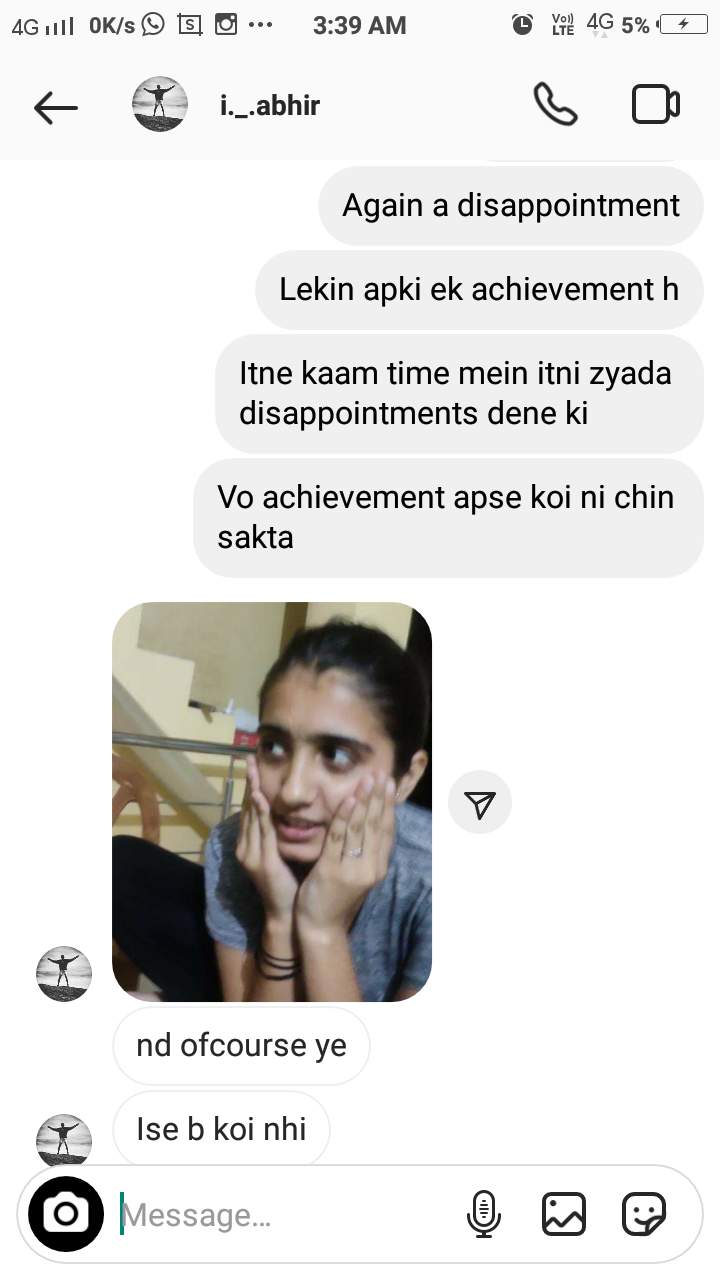 4G 0K/s S ••• 3:39 AM Vo)) LTE 4G 5%
i._.abhir
Again a disappointment
Lekin apki ek achievement h
Itne kaam time mein itni zyada
disappointments dene ki
Vo achievement apse koi ni chin
sakta
nd ofcourse ye
Ise b koi nhi
Message...